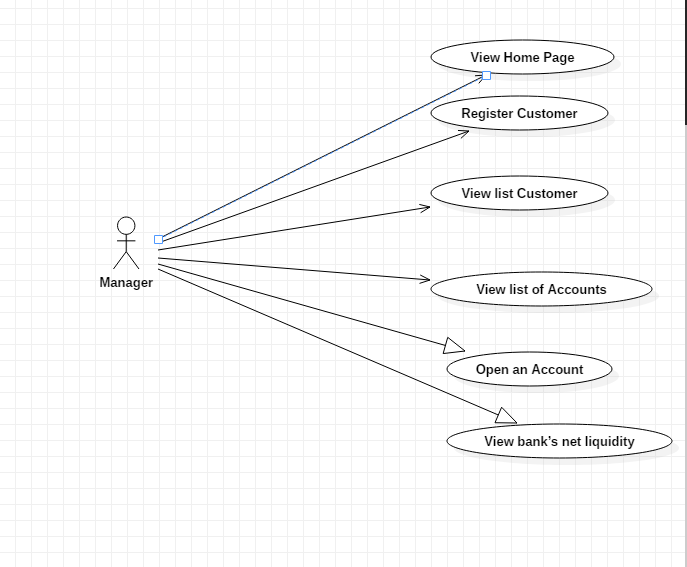 View Home Page
Register Customer
View list Customer
Manager
View list of Accounts
Open an Account
View bank’s net liquidity